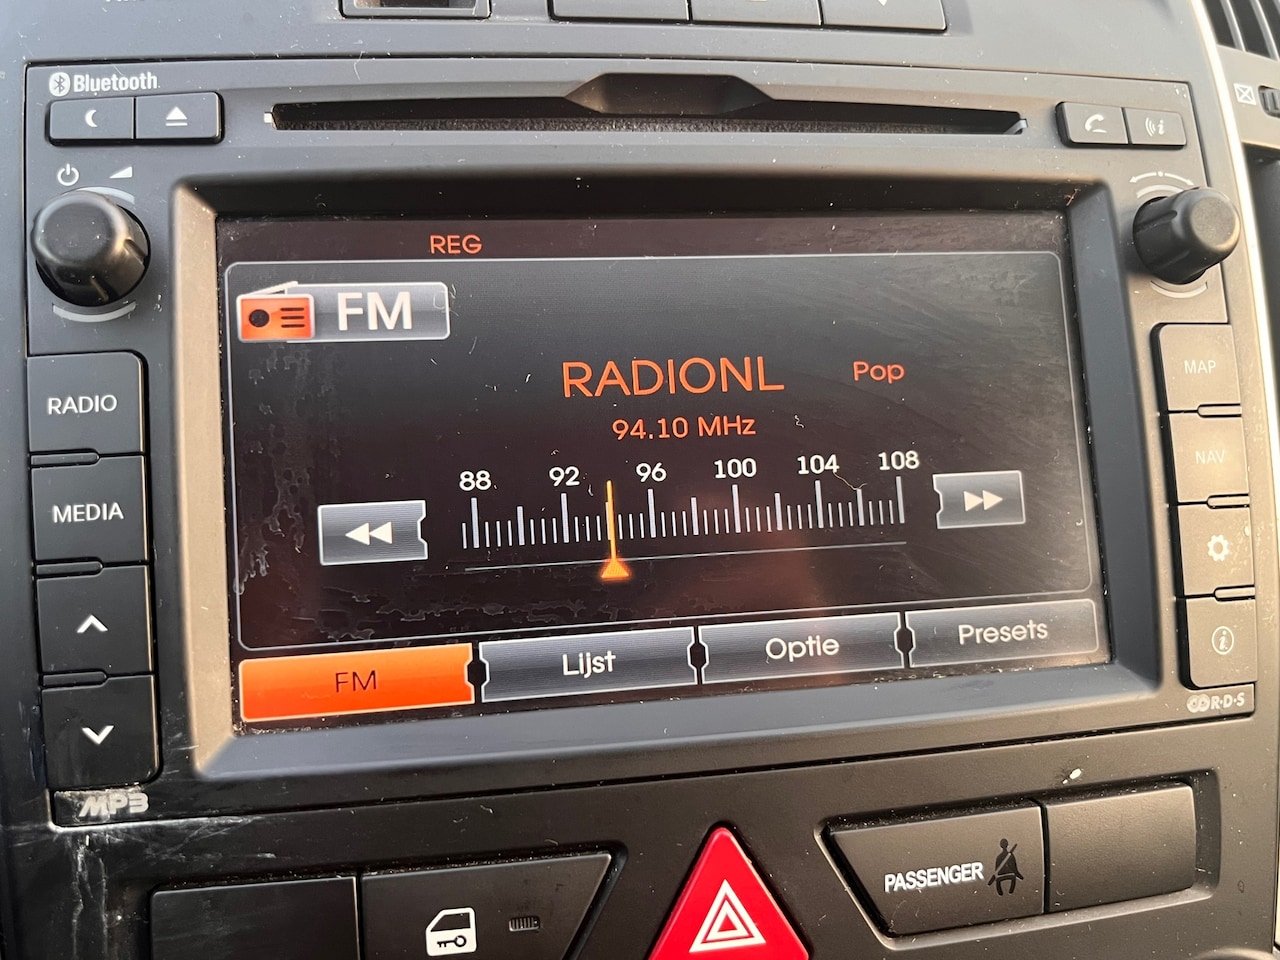 Bluetooth
REG
FM
RADIONL Pop
94.10 MHz
88 92 96 100 104 108
RADIO
MEDIA
MAP
NAV
FM Lijst Optie Presets
R·D·S
MP3
PASSENGER